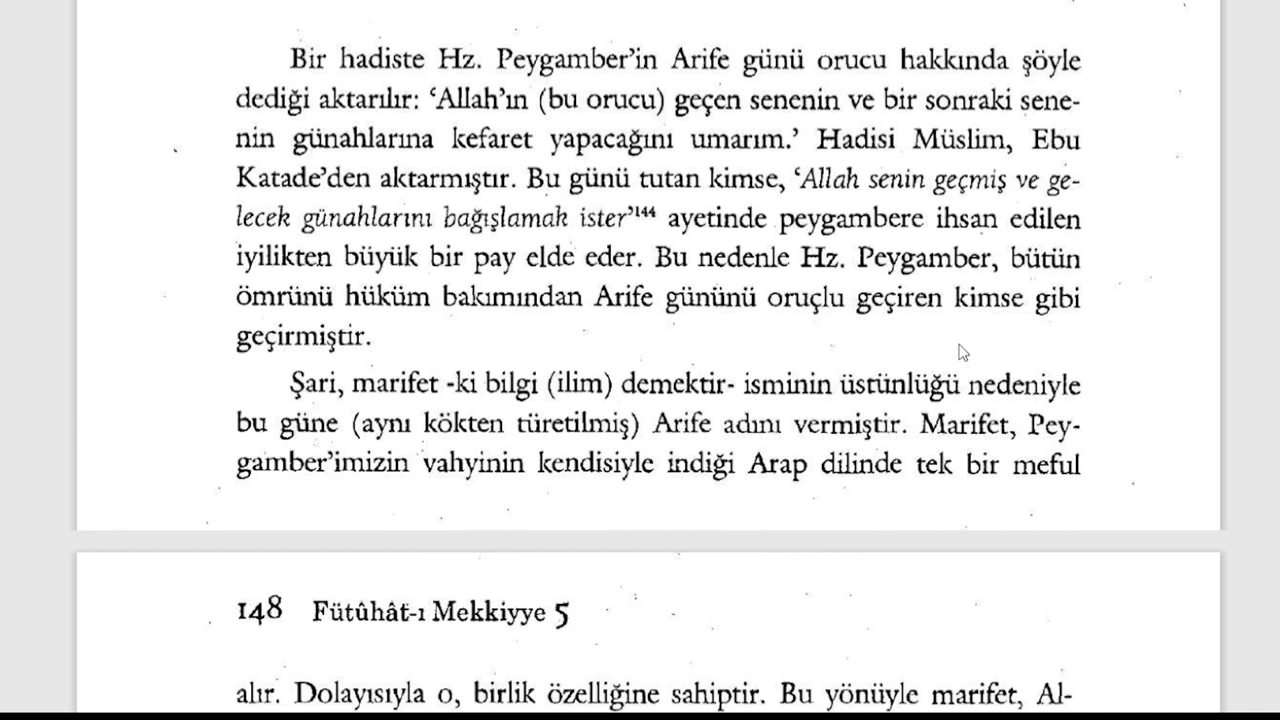 Bir hadiste Hz. Peygamber’in Arife günü orucu hakkında şöyle
dediği aktarılır: ‘Allah’ın (bu orucu) geçen senenin ve bir sonraki sene-
nin günahlarına kefaret yapacağını umarım.’ Hadisi Müslim, Ebu
Katade’den aktarmıştır. Bu günü tutan kimse, ‘Allah senin geçmiş ve ge-
lecek günahlarını bağışlamak ister’144 ayetinde peygambere ihsan edilen
iyilikten büyük bir pay elde eder. Bu nedenle Hz. Peygamber, bütün
ömrünü hüküm bakımından Arife gününü oruçlu geçiren kimse gibi
geçirmiştir.
Şari, marifet -ki bilgi (ilim) demektir- isminin üstünlüğü nedeniyle
bu güne (aynı kökten türetilmiş) Arife adını vermiştir. Marifet, Pey-
gamber’imizin vahyinin kendisiyle indiği Arap dilinde tek bir meful
148 Fütûhât-ı Mekkiyye 5
alır. Dolayısıyla o, birlik özelliğine sahiptir. Bu yönüyle marifet, Al-